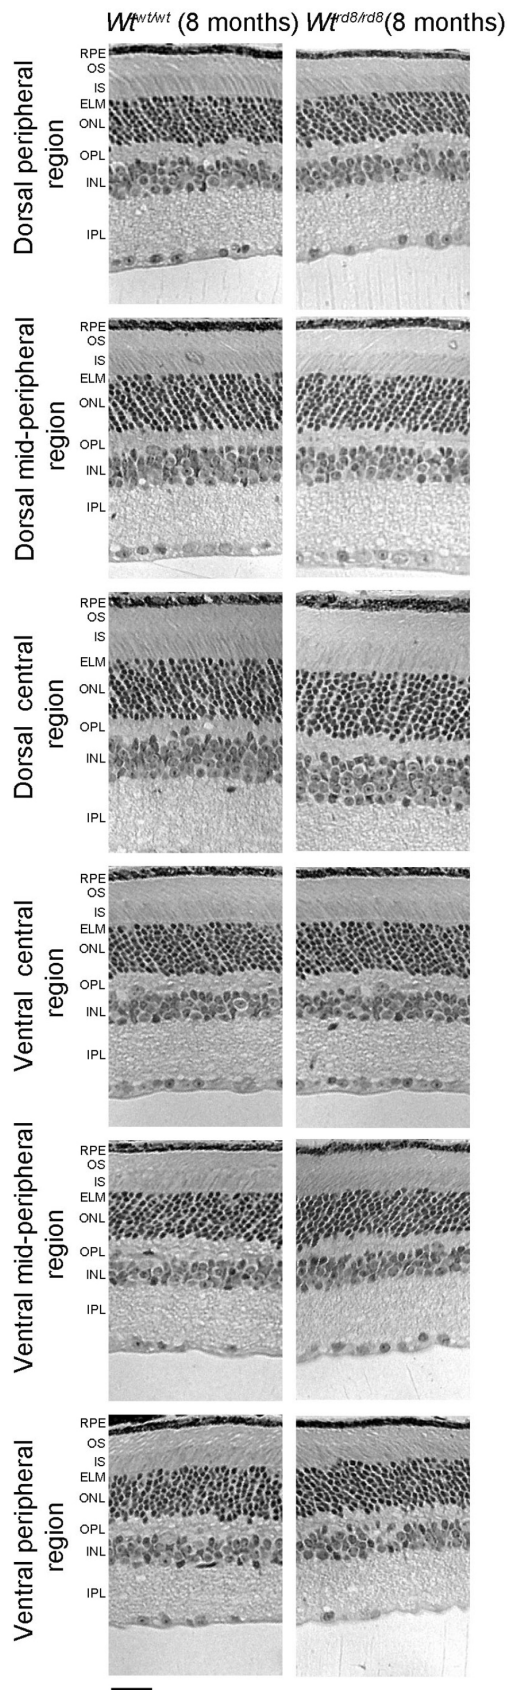 Wt wt/wt (8 months) Wt rd8/rd8 (8 months)
Dorsal peripheral
region
RPE
OS
IS
ELM
ONL
OPL
INL
IPL
Dorsal mid-peripheral
region
RPE
OS
IS
ELM
ONL
OPL
INL
IPL
Dorsal central
region
RPE
OS
IS
ELM
ONL
OPL
INL
IPL
Ventral central
region
RPE
OS
IS
ELM
ONL
OPL
INL
IPL
Ventral mid-peripheral
region
RPE
OS
IS
ELM
ONL
OPL
INL
IPL
Ventral peripheral
region
RPE
OS
IS
ELM
ONL
OPL
INL
IPL